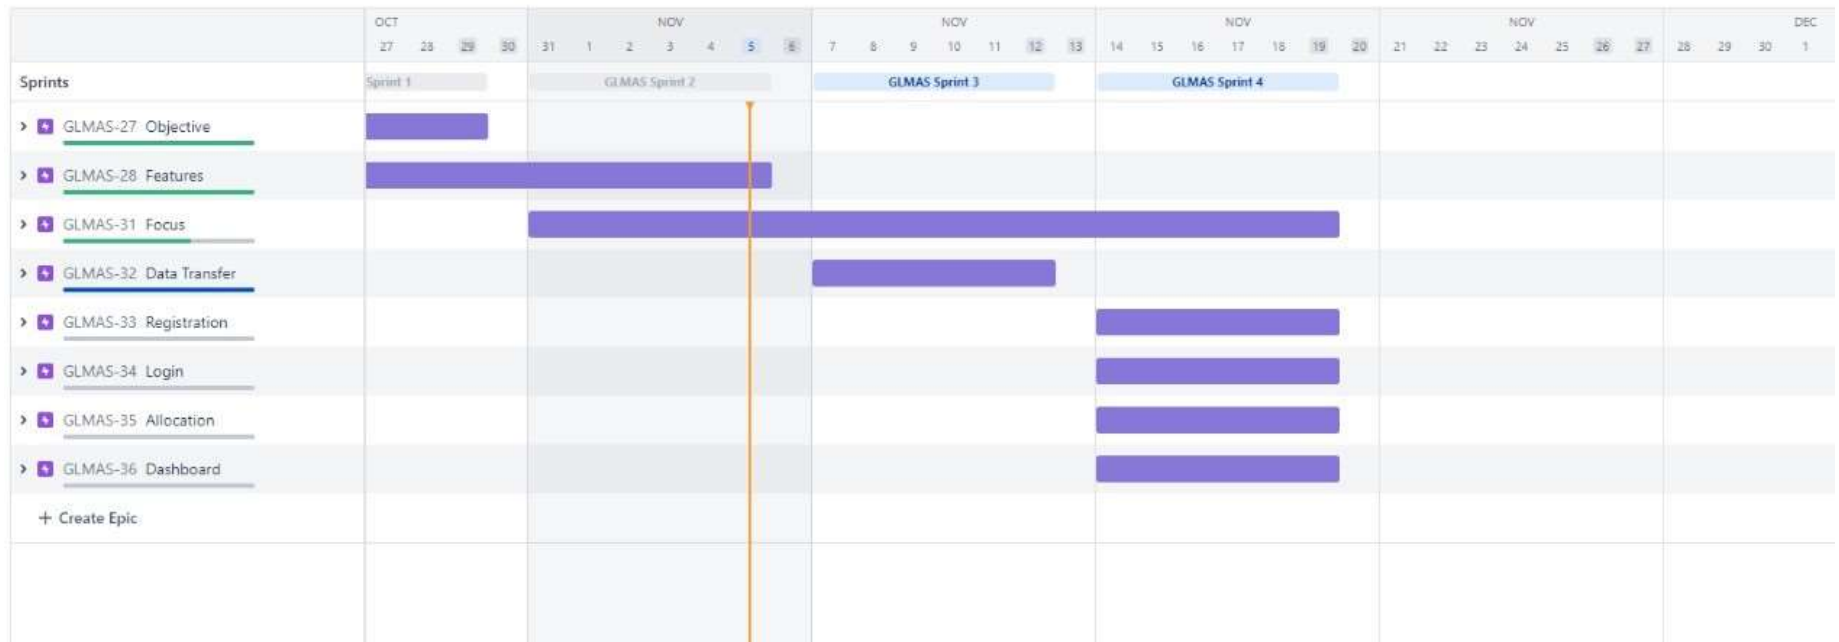 OCT NOV NOV NOV NOV DEC
27 28 29 30 31 1 2 3 4 5 6 7 8 9 10 11 12 13 14 15 16 17 18 19 20 21 22 23 24 25 26 27 28 29 30 1
Sprints Sprint 1 GLMAS Sprint 2 GLMAS Sprint 3 GLMAS Sprint 4
GLMAS-27 Objective
GLMAS-28 Features
GLMAS-31 Focus
GLMAS-32 Data Transfer
GLMAS-33 Registration
GLMAS-34 Login
GLMAS-35 Allocation
GLMAS-36 Dashboard
+ Create Epic